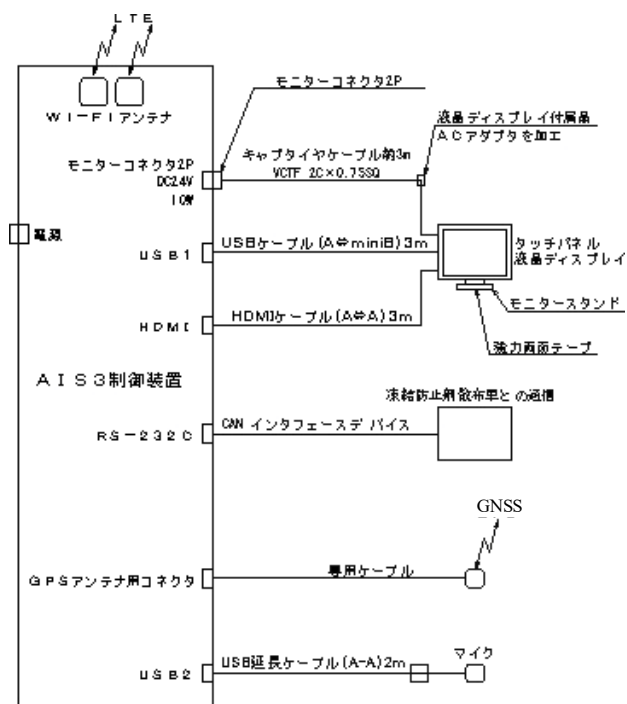 ＬＴＥ
ＷＩ－ＦＩアンテナ
モニターコネクタ2P
液晶ディスプレイ付属品
ＡＣアダプタを加工
モニターコネクタ2P
DC24V
10W
キャブタイヤケーブル約3m
VCTF 2C×0.75SQ
電源
ＵＳＢ１
USBケーブル(A⇔miniB)3m
タッチパネル
液晶ディスプレイ
モニタースタンド
ＨＤＭＩ
HDMIケーブル(A⇔A)3m
強力両面テープ
ＡＩＳ３制御装置
凍結防止剤散布車との通信
ＲＳ－２３２Ｃ
CAN インタフェースデバイス
GNSS
ＧＰＳアンテナ用コネクタ
専用ケーブル
ＵＳＢ２
USB延長ケーブル(A-A)2m
マイク